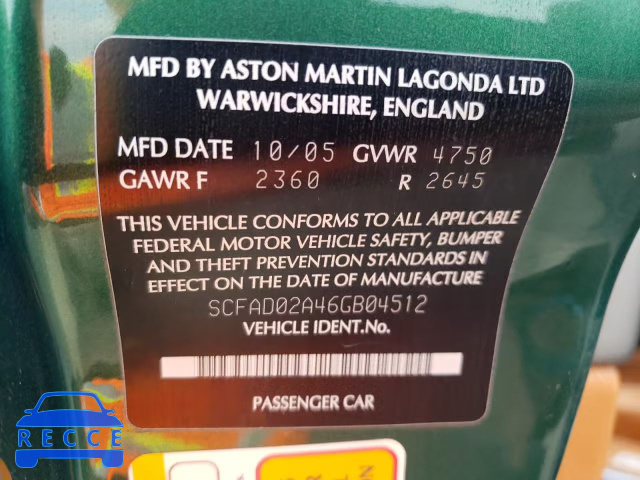 MFD BY ASTON MARTIN LAGONDA LTD
WARWICKSHIRE, ENGLAND
MFD DATE 10/05 GVWR 4750
GAWR F 2360 R 2645
THIS VEHICLE CONFORMS TO ALL APPLICABLE
FEDERAL MOTOR VEHICLE SAFETY, BUMPER
AND THEFT PREVENTION STANDARDS IN
EFFECT ON THE DATE OF MANUFACTURE
SCFAD02A46GB04512
VEHICLE IDENT.No.
PASSENGER CAR
RECCE